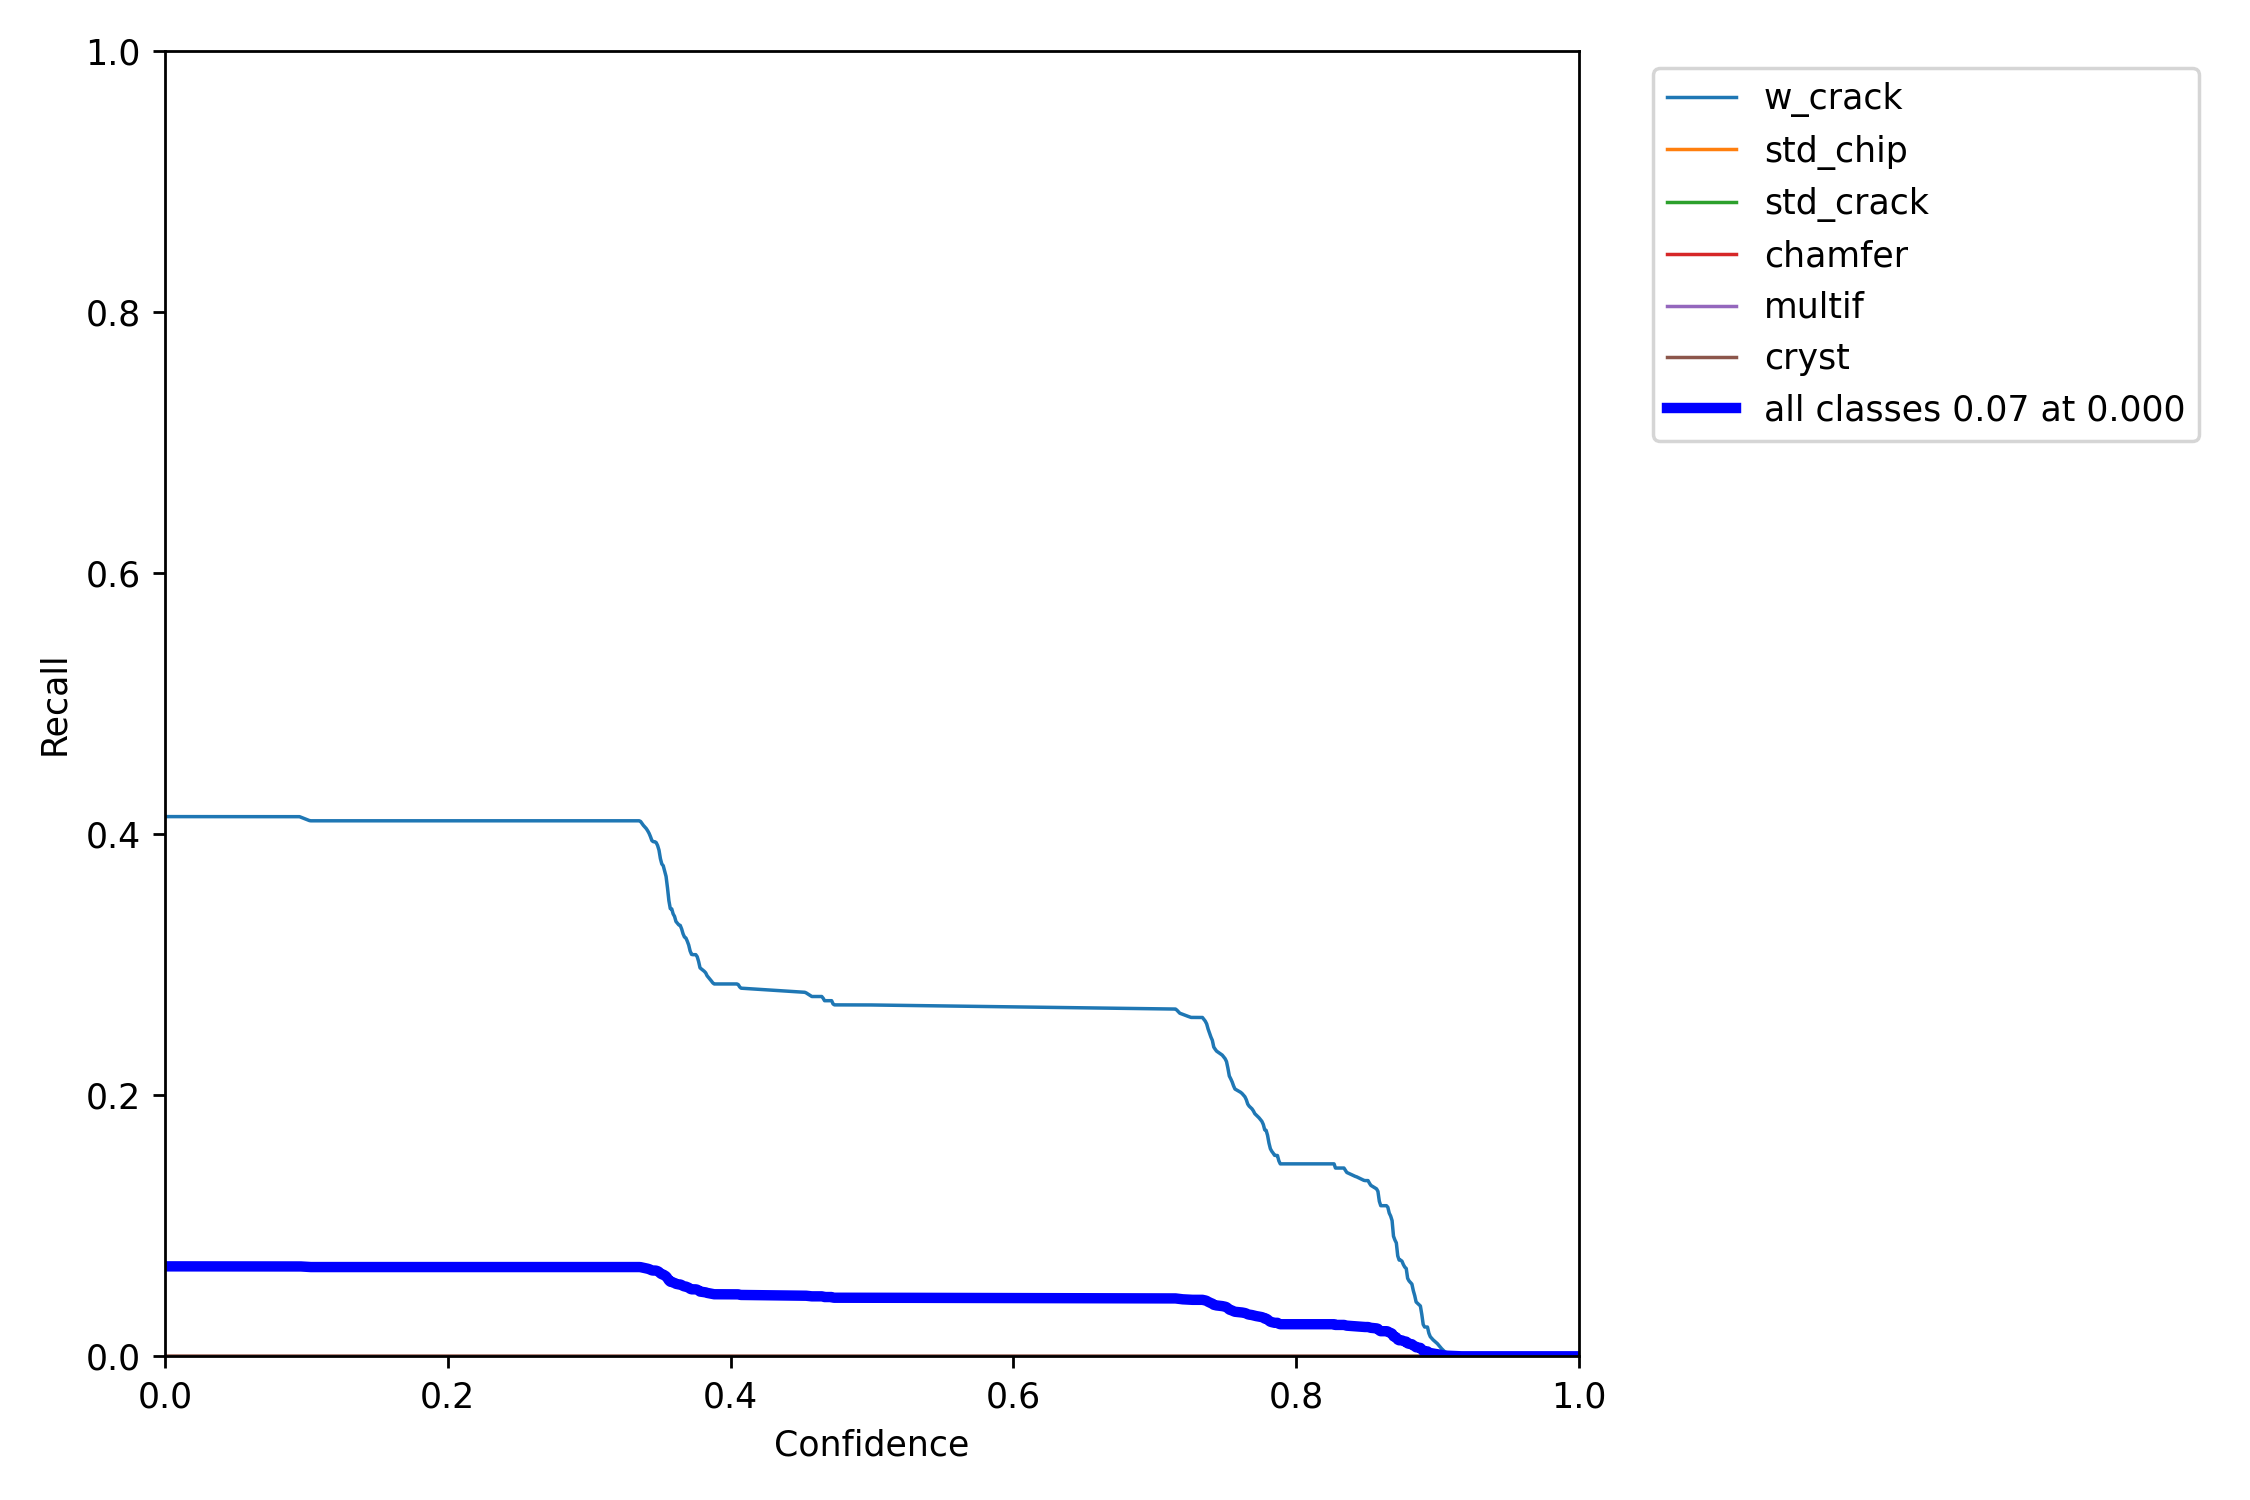 1.0
0.8
0.6
0.4
0.2
0.0
Recall
0.0 0.2 0.4 0.6 0.8 1.0
Confidence
w_crack
std_chip
std_crack
chamfer
multif
cryst
all classes 0.07 at 0.000